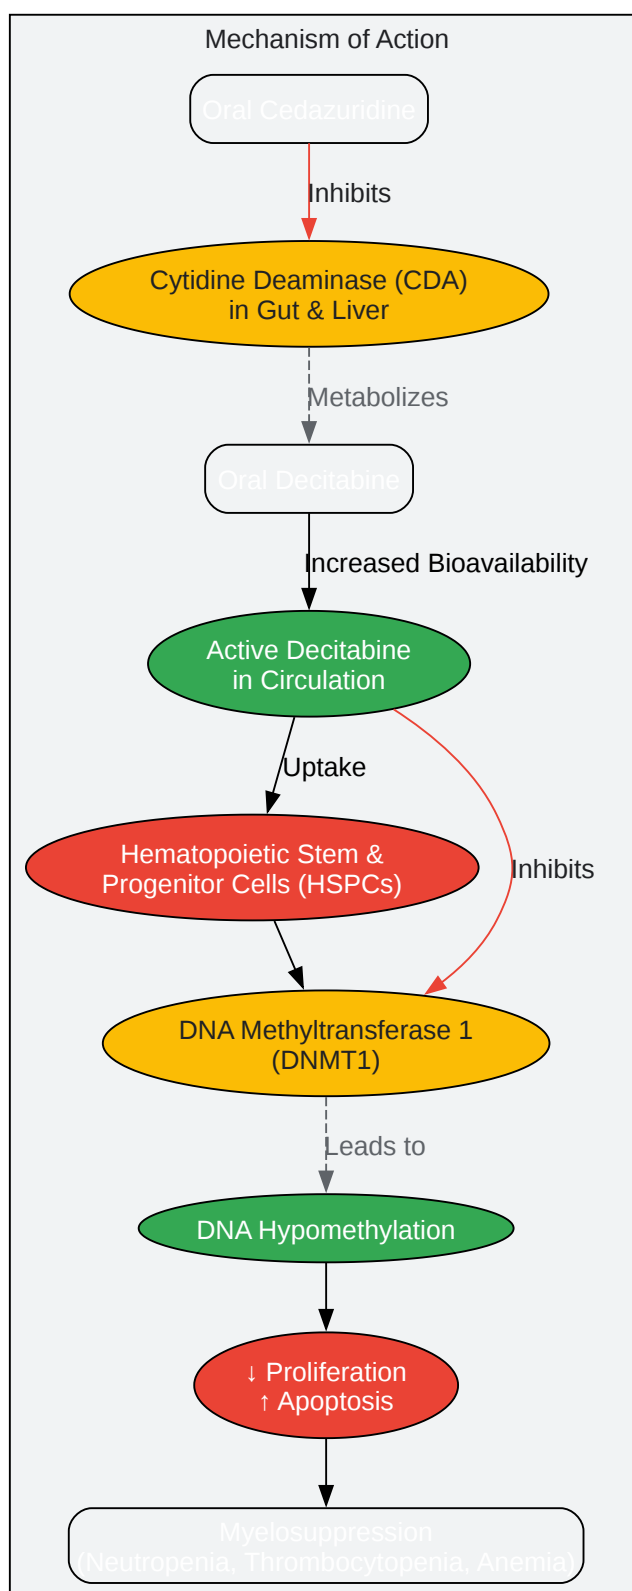 Mechanism of Action
Oral Cedazuridine
Inhibits
Cytidine Deaminase (CDA)
in Gut & Liver
Metabolizes
Oral Decitabine
Increased Bioavailability
Active Decitabine
in Circulation
Uptake
Hematopoietic Stem &
Progenitor Cells (HSPCs)
Inhibits
DNA Methyltransferase 1
(DNMT1)
Leads to
DNA Hypomethylation
↓ Proliferation
↑ Apoptosis
Myelosuppression
(Neutropenia, Thrombocytopenia, Anemia)